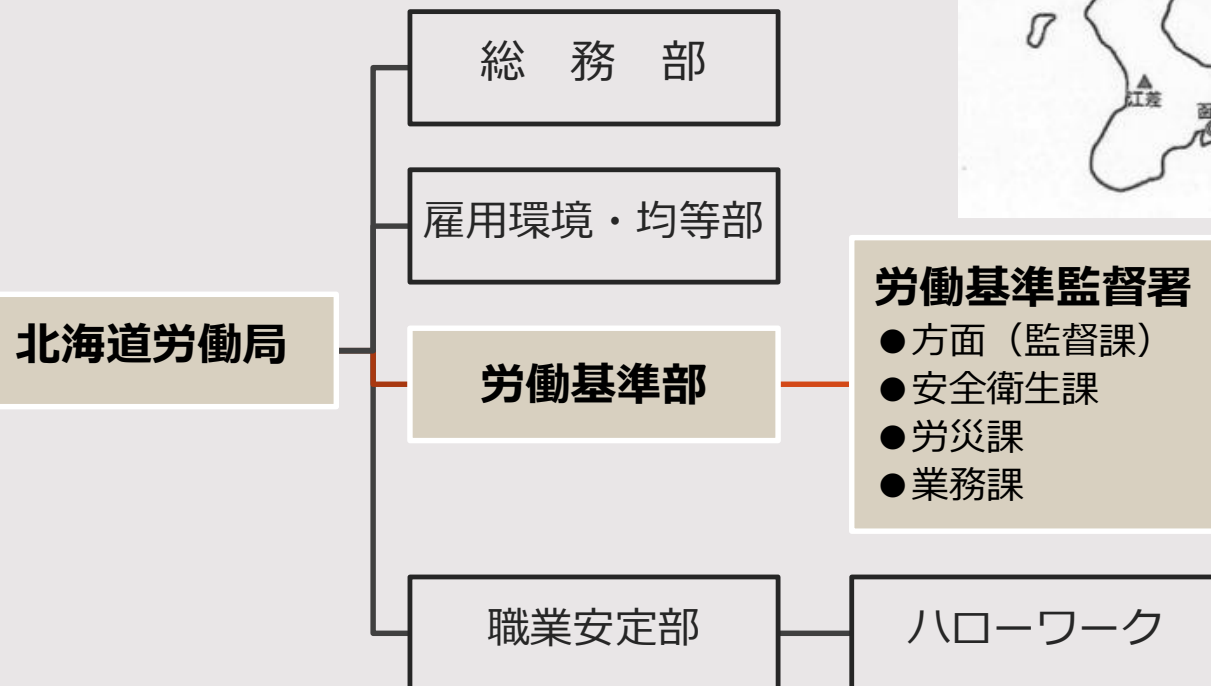 総　務　部
江差
函
雇用環境・均等部
北海道労働局
労働基準部
労働基準監督署
●方面（監督課）
●安全衛生課
●労災課
●業務課
職業安定部
ハローワーク